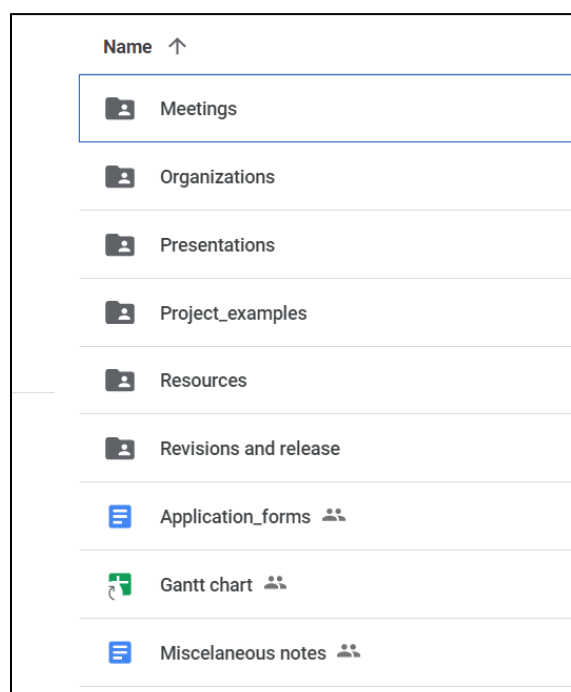 Name
Meetings
Organizations
Presentations
Project_examples
Resources
Revisions and release
Application_forms
Gantt chart
Miscelaneous notes